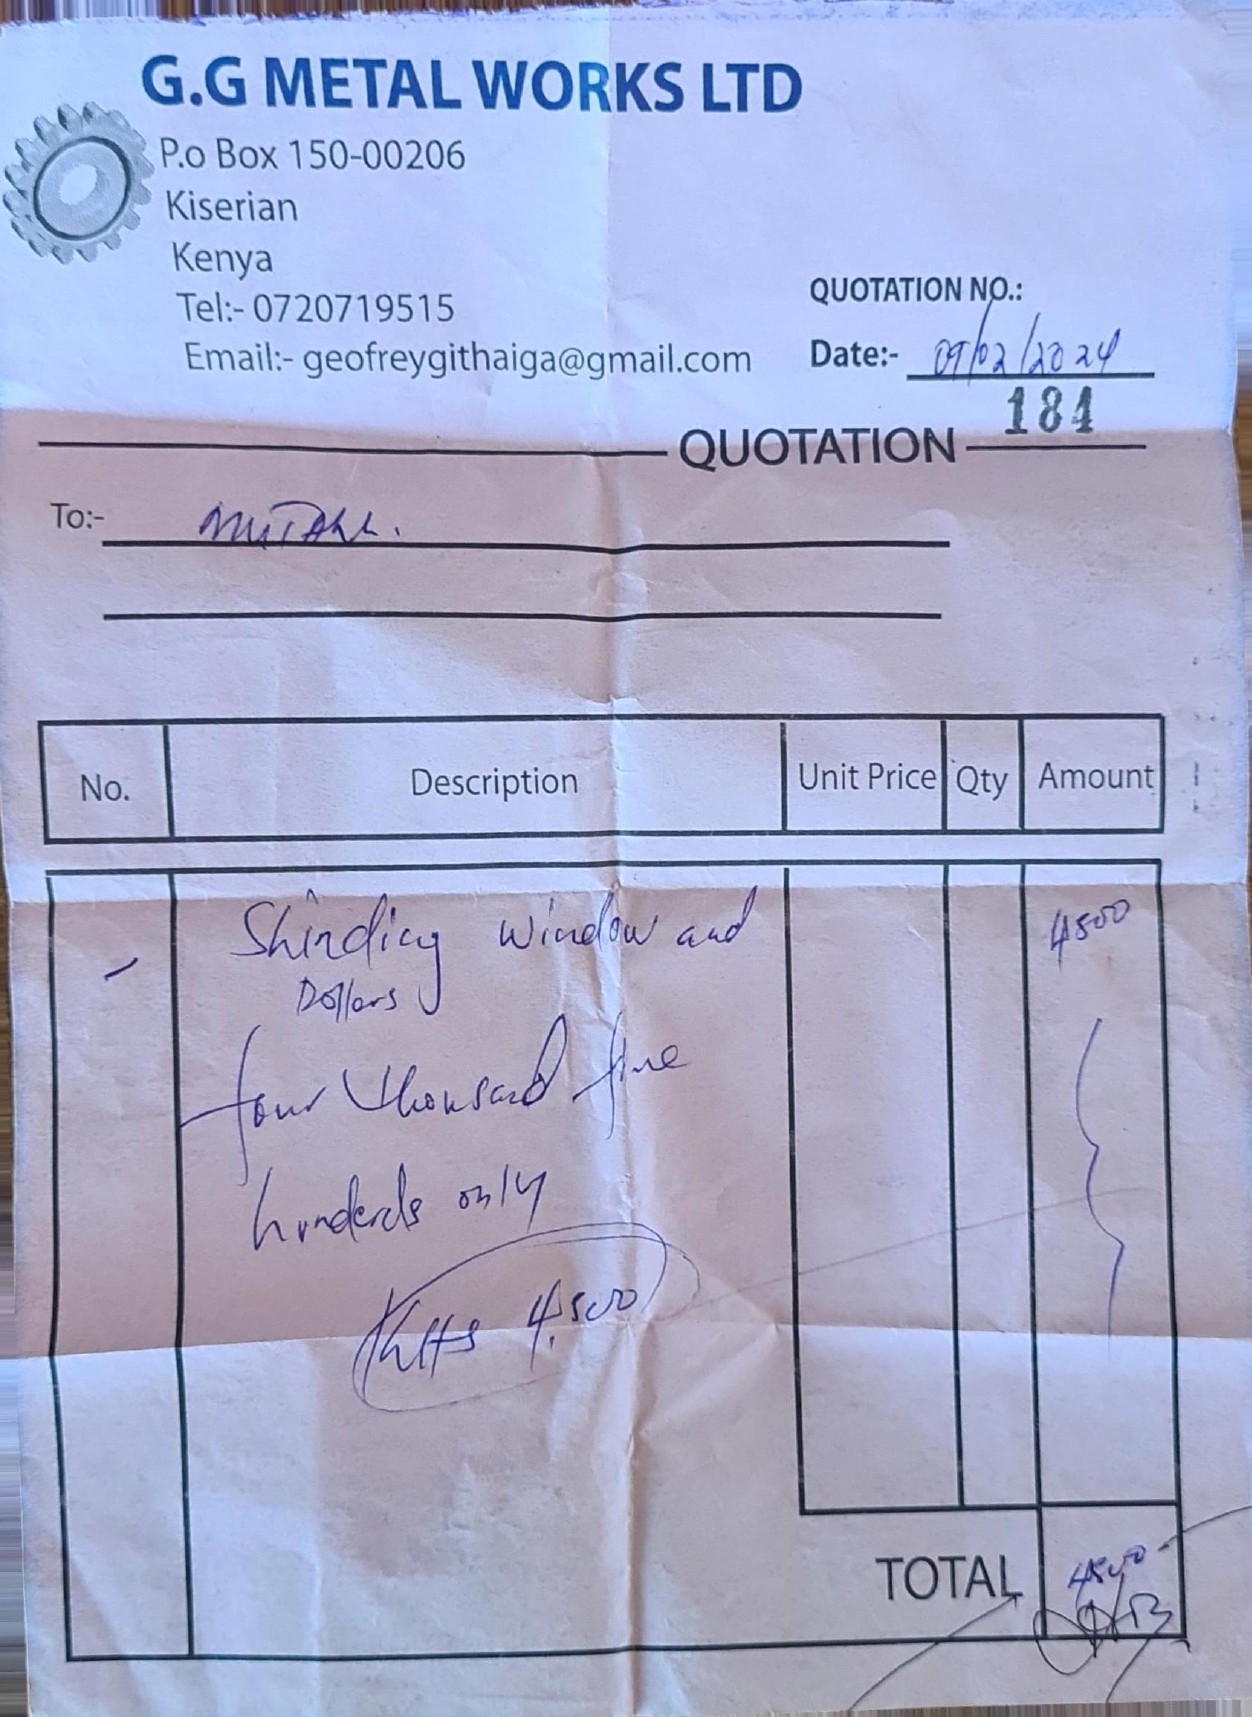 G.G METAL WORKS LTD
P.o Box 150-00206
Kiserian
Kenya
Tel:- 0720719515
Email:- geofreygithaiga@gmail.com
QUOTATION NO.:
Date:- 09/02/2024
184
QUOTATION
To:-
No. Description Unit Price Qty Amount
Shinding window and 4500
Dollars
four thousand five
hunderds only
4,500
TOTAL 4500